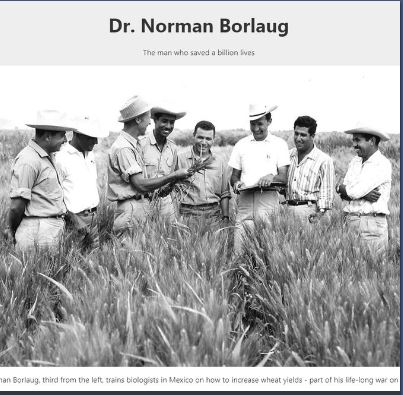 Dr. Norman Borlaug
The man who saved a billion lives
Borlaug, third from the left, trains biologists in Mexico on how to increase wheat yields - part of his life-long war on